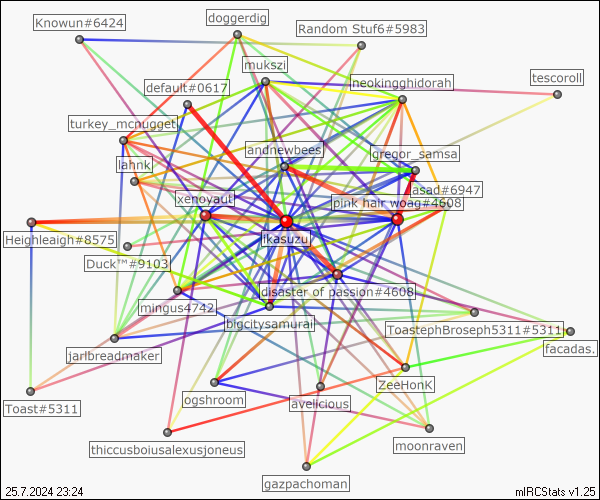 doggerdig
Knowun#6424
Random Stuf6#5983
mukszi
tescoroll
neokingghidorah
default#0617
turkey_mcnugget
andnewbees
gregor_samsa
lahnk
asad#6947
xenoyaut
pink hair woag#4608
Heighleaigh#8575
ikasuzu
Duck™#9103
disaster of passion#4608
mingus4742
bigcitysamurai
ToastephBroseph5311#5311
jarlbreadmaker
facadas.
ZeeHonK
Toast#5311
ogshroom
avelicious
thiccusboiusalexusjoneus
moonraven
gazpachoman
25.7.2024 23:24
mIRCStats v1.25